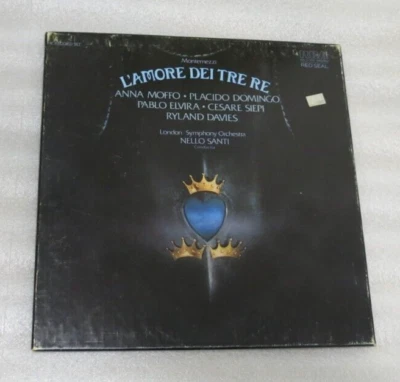 Montemezzi
L'AMORE DEI TRE RE
ANNA MOFFO • PLACIDO DOMINGO
PABLO ELVIRA • CESARE SIEPI
RYLAND DAVIES
London Symphony Orchestra
NELLO SANTI
Conductor